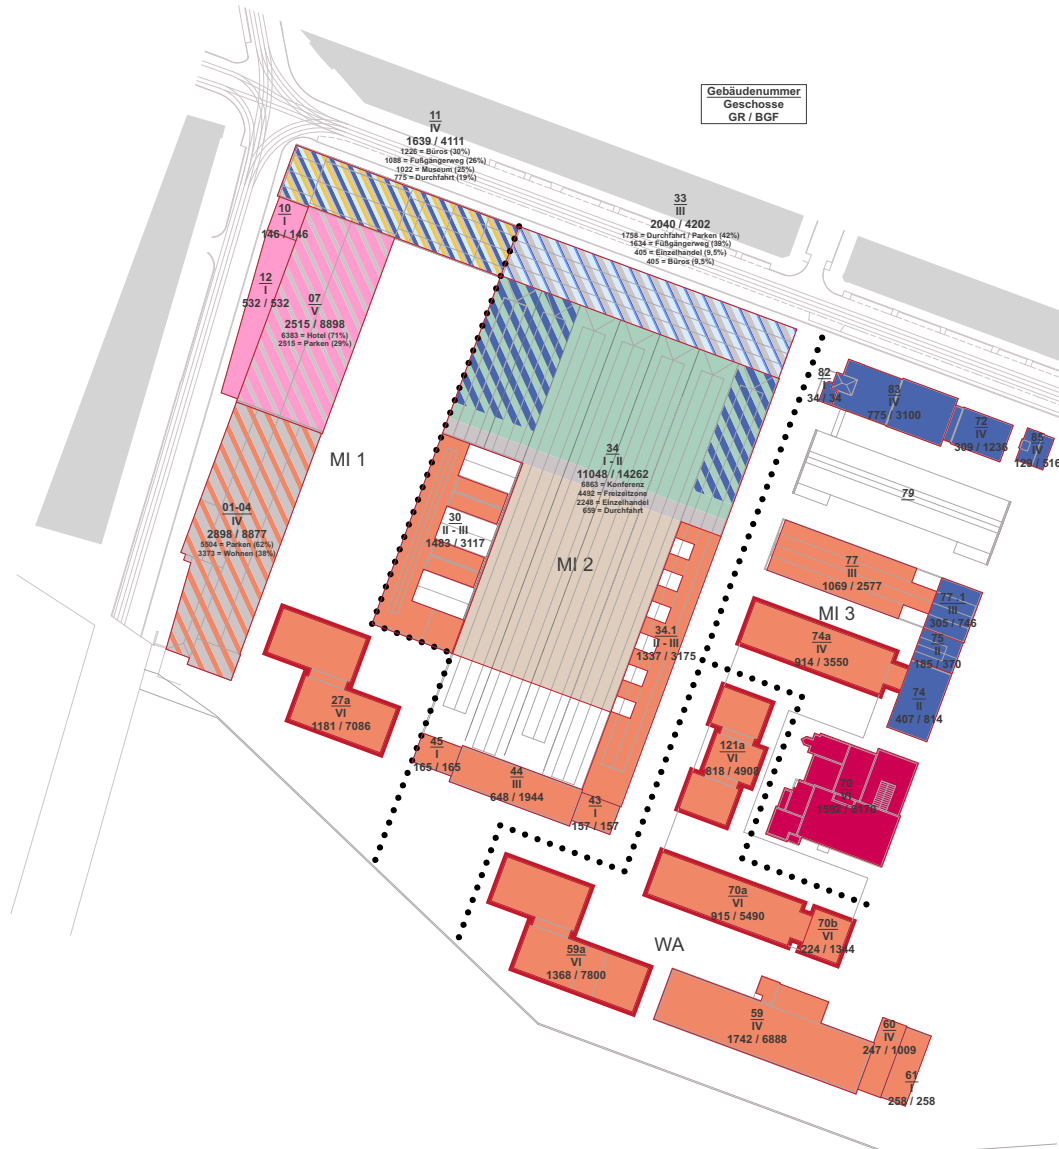 Gebäudenummer
Geschosse
GR / BGF
11
IV
1639 / 4111
1226 = Büros (30%)
1088 = Fußgängerweg (26%)
1022 = Museum (25%)
775 = Durchfahrt (19%)
33
III
2040 / 4202
1758 = Durchfahrt / Parken (42%)
1634 = Füßgängerweg (39%)
405 = Einzelhandel (9,5%)
405 = Büros (9,5%)
10
I
146 / 146
12
I
532 / 532
07
V
2515 / 8898
6383 = Hotel (71%)
2515 = Parken (29%)
82
I
34 / 34
83
IV
775 / 3100
72
IV
309 / 1236
85
IV
129 / 516
MI 1
34
I - II
11048 / 14262
6863 = Konferenz
4492 = Freizeitzone
2248 = Einzelhandel
659 = Durchfahrt
79
01-04
IV
2898 / 8877
5504 = Parken (62%)
3373 = Wohnen (38%)
30
II - III
1483 / 3117
MI 2
77
III
1069 / 2577
77 .1
III
305 / 746
MI 3
34.1
II - III
1337 / 3175
74a
IV
914 / 3550
75
II
185 / 370
74
II
407 / 814
27a
VI
1181 / 7086
45
I
165 / 165
44
III
648 / 1944
43
I
157 / 157
121a
VI
818 / 4908
VI
70a
VI
915 / 5490
70b
VI
224 / 1344
WA
59a
VI
1368 / 7800
59
IV
1742 / 6888
60
IV
247 / 1009
61
I
258 / 258